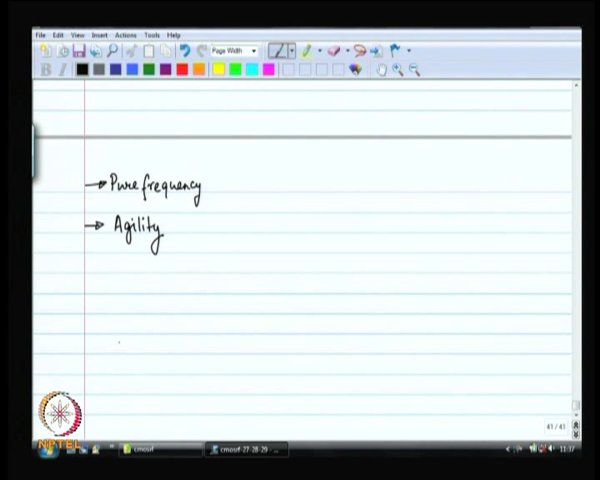 File Edit View Insert Actions Tools Help
Page Width
B I
→ Pure frequency
→ Agility
41/41
NPTEL
cmosrf
cmosrf-27-28-29 - ...
11:37